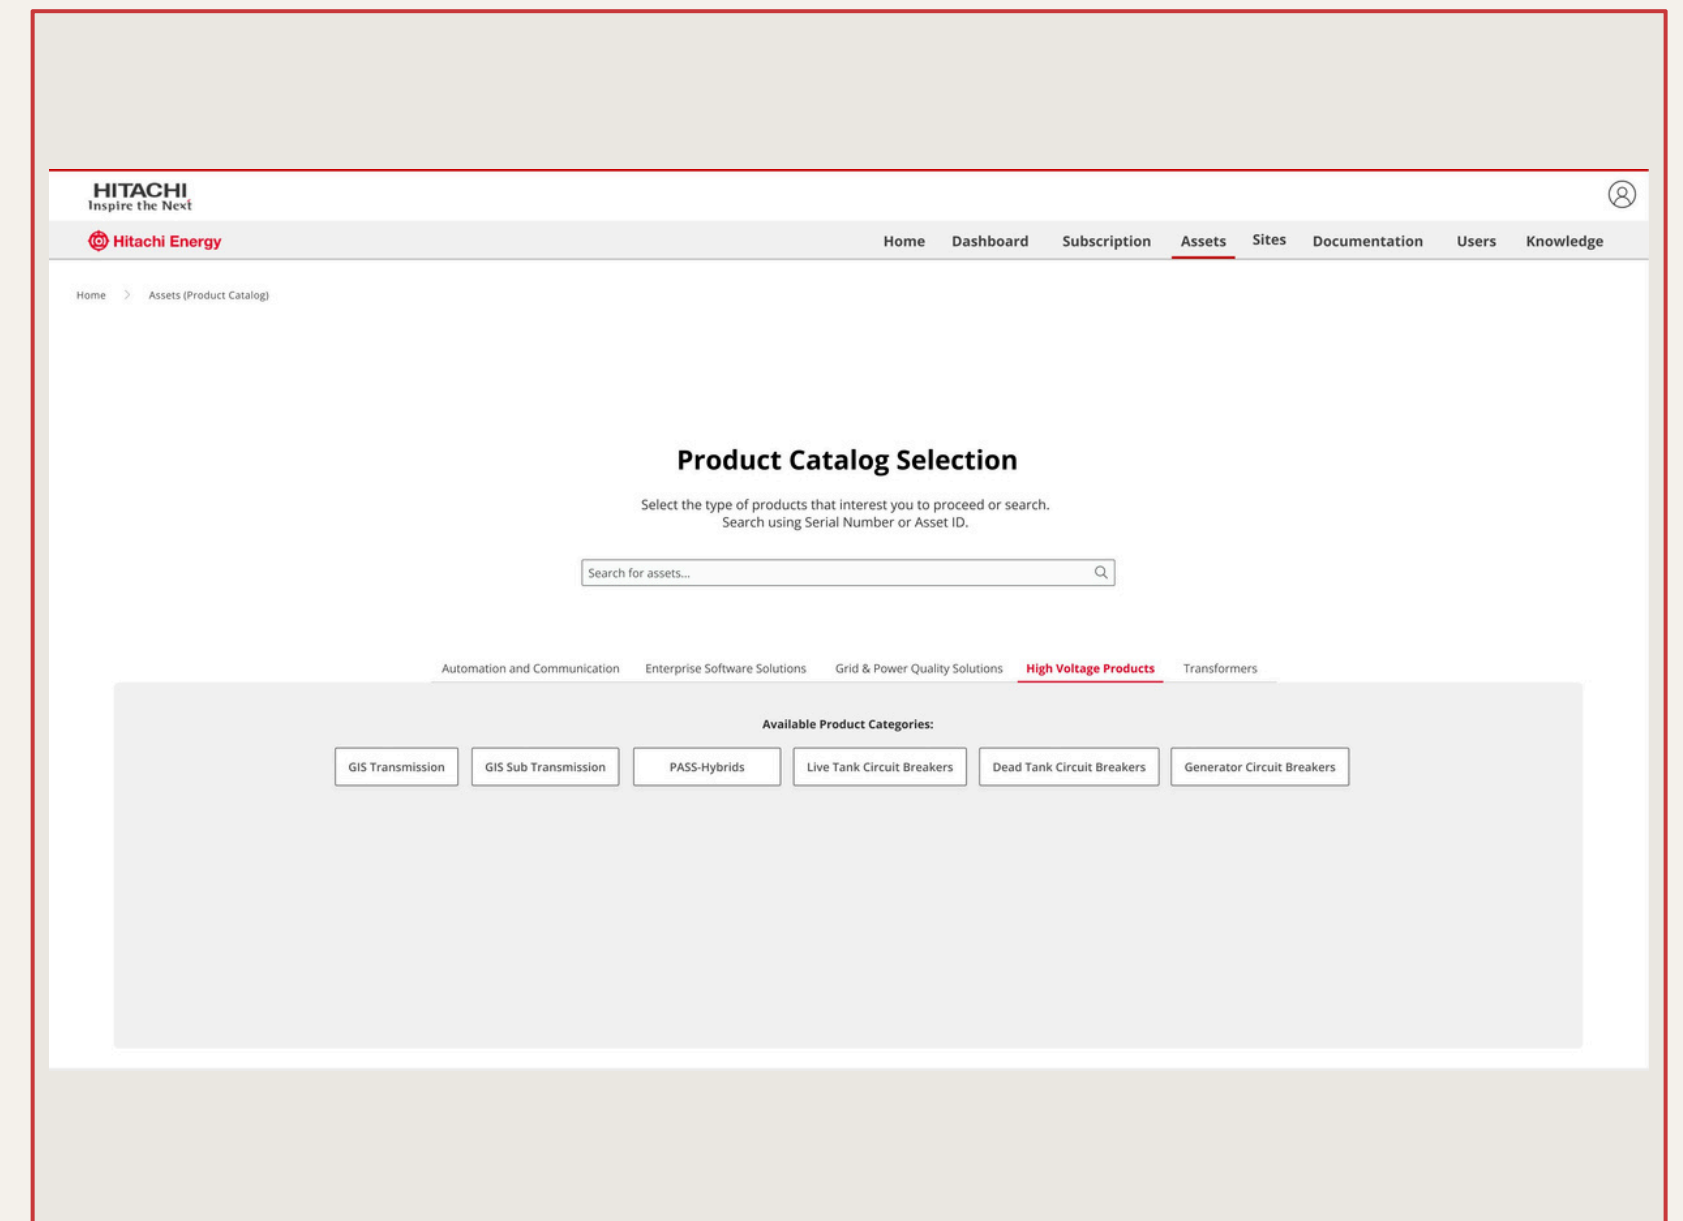 HITACHI
Inspire the Next
Hitachi Energy
Home Dashboard Subscription Assets Sites Documentation Users Knowledge
Home > Assets (Product Catalog)
Product Catalog Selection
Select the type of products that interest you to proceed or search.
Search using Serial Number or Asset ID.
Search for assets...
Automation and Communication Enterprise Software Solutions Grid & Power Quality Solutions High Voltage Products Transformers
Available Product Categories:
GIS Transmission GIS Sub Transmission PASS-Hybrids Live Tank Circuit Breakers Dead Tank Circuit Breakers Generator Circuit Breakers